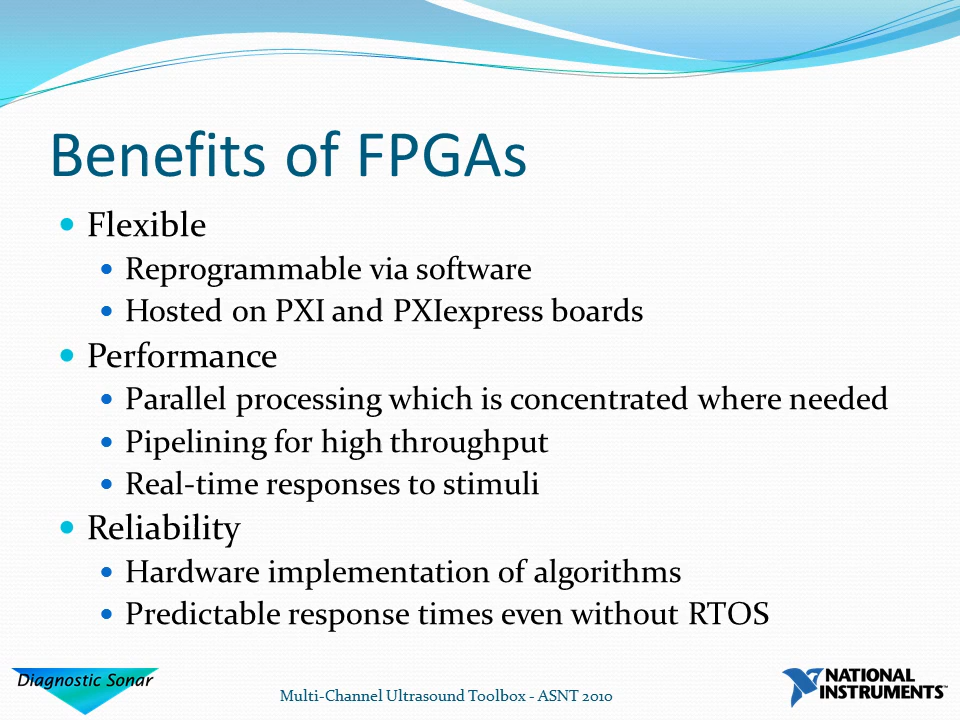 Benefits of FPGAs
Flexible
Reprogrammable via software
Hosted on PXI and PXIexpress boards
Performance
Parallel processing which is concentrated where needed
Pipelining for high throughput
Real-time responses to stimuli
Reliability
Hardware implementation of algorithms
Predictable response times even without RTOS
Diagnostic Sonar
Multi-Channel Ultrasound Toolbox - ASNT 2010
NATIONAL
INSTRUMENTS™